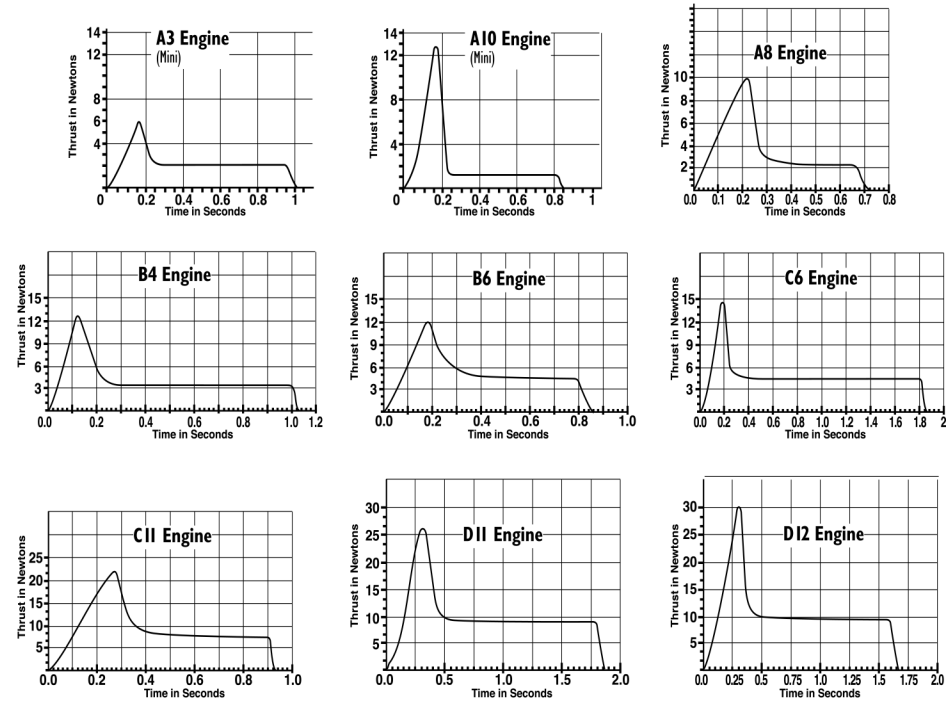 A3 Engine
(Mini)
Thrust in Newtons
14
12
8
6
4
0 0.2 0.4 0.6 0.8 1
Time in Seconds
A10 Engine
(Mini)
Thrust in Newtons
14
12
8
4
0 0.2 0.4 0.6 0.8 1
Time in Seconds
A8 Engine
Thrust in Newtons
10
8
6
4
2
0.0 0.1 0.2 0.3 0.4 0.5 0.6 0.7 0.8
Time in Seconds
B4 Engine
Thrust in Newtons
15
12
9
6
3
0.0 0.2 0.4 0.6 0.8 1.0 1.2
Time in Seconds
B6 Engine
Thrust in Newtons
15
12
9
6
3
0.0 0.2 0.4 0.6 0.8 1.0
Time in Seconds
C6 Engine
Thrust in Newtons
15
12
9
6
3
0.0 0.2 0.4 0.6 0.8 1.0 1.2 1.4 1.6 1.8 2
Time in Seconds
C11 Engine
Thrust in Newtons
25
20
15
10
5
0.0 0.2 0.4 0.6 0.8 1.0
Time in Seconds
D11 Engine
Thrust in Newtons
30
25
20
15
10
5
0.0 0.5 1.0 1.5 2.0
Time in Seconds
D12 Engine
Thrust in Newtons
30
25
20
15
10
5
0.0 0.25 0.5 0.75 1.0 1.25 1.5 1.75 2.0
Time in Seconds